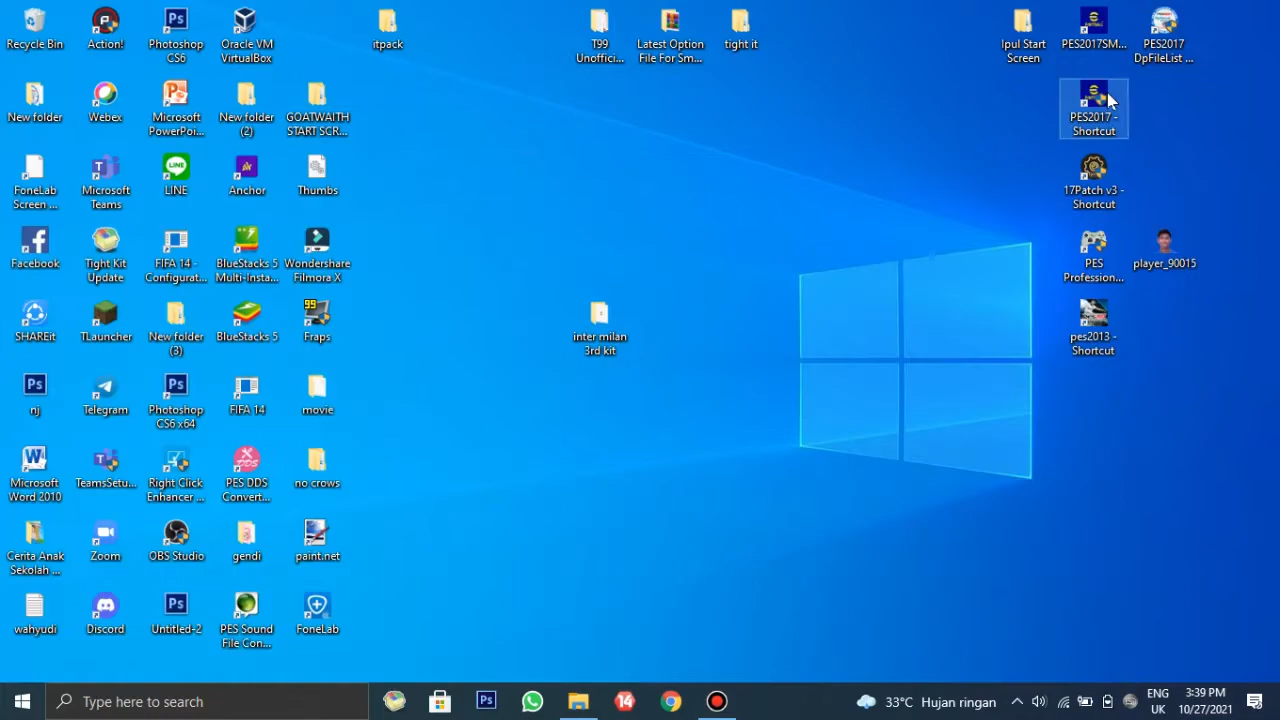 Recycle Bin
Action!
Photoshop
CS6
Oracle VM
VirtualBox
itpack
T99
Unoffici...
Latest Option
File For Sm...
tight it
Ipul Start
Screen
PES2017SM...
PES2017
DpFileList ...
New folder
Webex
Microsoft
PowerPoi...
New folder
(2)
GOATWAITH
START SCR...
PES2017 -
Shortcut
FoneLab
Screen ...
Microsoft
Teams
LINE
Anchor
Thumbs
17Patch v3 -
Shortcut
Facebook
Tight Kit
Update
FIFA 14 -
Configurat...
BlueStacks 5
Multi-Insta...
Wondershare
Filmora X
PES
Profession...
player_90015
SHAREit
TLauncher
New folder
(3)
BlueStacks 5
99
Fraps
inter milan
3rd kit
pes2013 -
Shortcut
nj
Telegram
Photoshop
CS6 x64
FIFA 14
movie
Microsoft
Word 2010
TeamsSetu...
Right Click
Enhancer ...
PES DDS
Convert...
no crows
Cerita Anak
Sekolah ...
Zoom
OBS Studio
gendi
paint.net
wahyudi
Discord
Untitled-2
PES Sound
File Con...
FoneLab
Type here to search
14
33°C Hujan ringan
ENG
UK
3:39 PM
10/27/2021